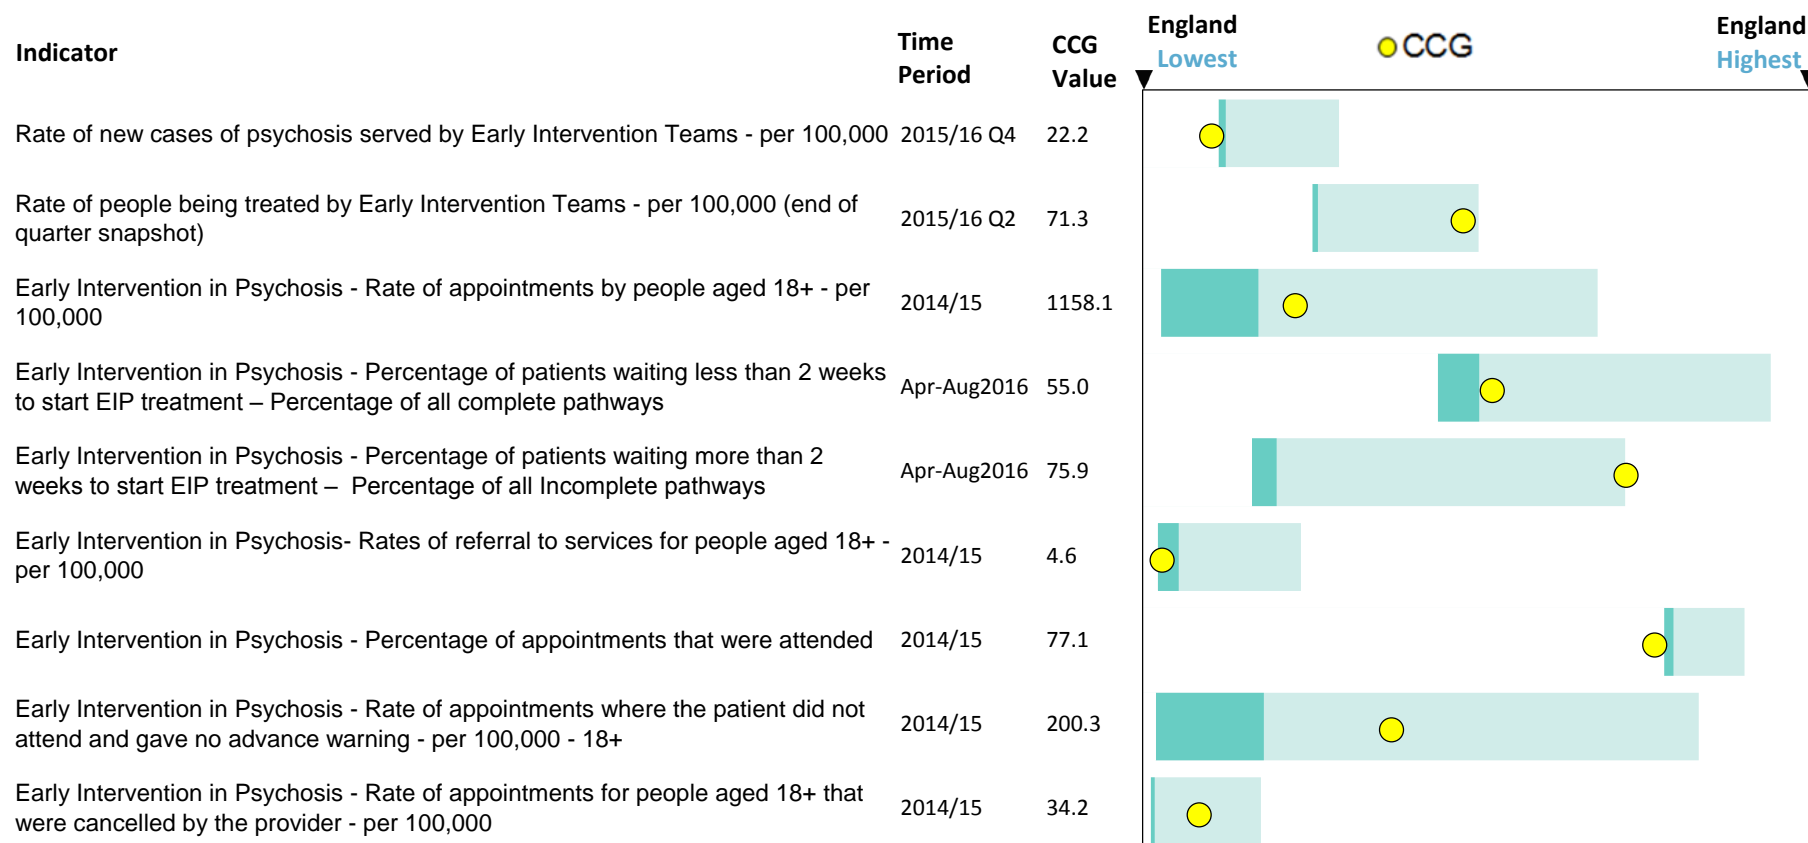 Indicator
Time
Period
CCG
Value
England
Lowest
CCG
England
Highest
Rate of new cases of psychosis served by Early Intervention Teams - per 100,000 2015/16 Q4 22.2
Rate of people being treated by Early Intervention Teams - per 100,000 (end of
quarter snapshot)
2015/16 Q2 71.3
Early Intervention in Psychosis - Rate of appointments by people aged 18+ - per
100,000
2014/15 1158.1
Early Intervention in Psychosis - Percentage of patients waiting less than 2 weeks
to start EIP treatment – Percentage of all complete pathways
Apr-Aug2016 55.0
Early Intervention in Psychosis - Percentage of patients waiting more than 2
weeks to start EIP treatment – Percentage of all Incomplete pathways
Apr-Aug2016 75.9
Early Intervention in Psychosis- Rates of referral to services for people aged 18+ -
per 100,000
2014/15 4.6
Early Intervention in Psychosis - Percentage of appointments that were attended 2014/15 77.1
Early Intervention in Psychosis - Rate of appointments where the patient did not
attend and gave no advance warning - per 100,000 - 18+
2014/15 200.3
Early Intervention in Psychosis - Rate of appointments for people aged 18+ that
were cancelled by the provider - per 100,000
2014/15 34.2